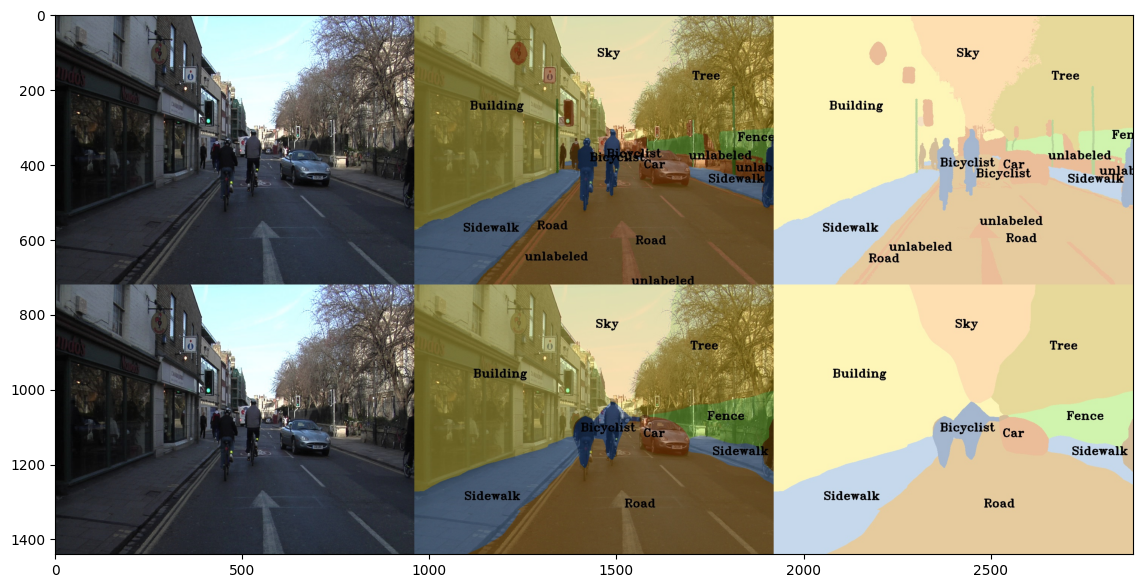 0
200
400
600
800
1000
1200
1400
0
500
1000
1500
2000
2500
Sky
Tree
Building
Fence
Bicyclist
Bicyclist
unlabeled
Car
unlab
Sidewalk
Sidewalk
Road
Road
unlabeled
unlabeled
Sky
Tree
Building
Fen
unlabeled
Bicyclist
Car
Bicyclist
unlab
Sidewalk
Sidewalk
unlabeled
Road
unlabeled
Road
Sky
Tree
Building
Fence
Bicyclist
Car
Sidewalk
Sidewalk
Road
Sky
Tree
Building
Fence
Bicyclist
Car
Sidewalk
Sidewalk
Road